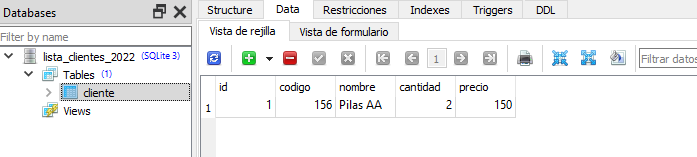 Databases
Filter by name
lista_clientes_2022 (SQLite 3)
Tables (1)
cliente
Views
Structure Data Restricciones Indexes Triggers DDL
Vista de rejilla Vista de formulario
1 Filtrar datos
id codigo nombre cantidad precio
1 1 156 Pilas AA 2 150